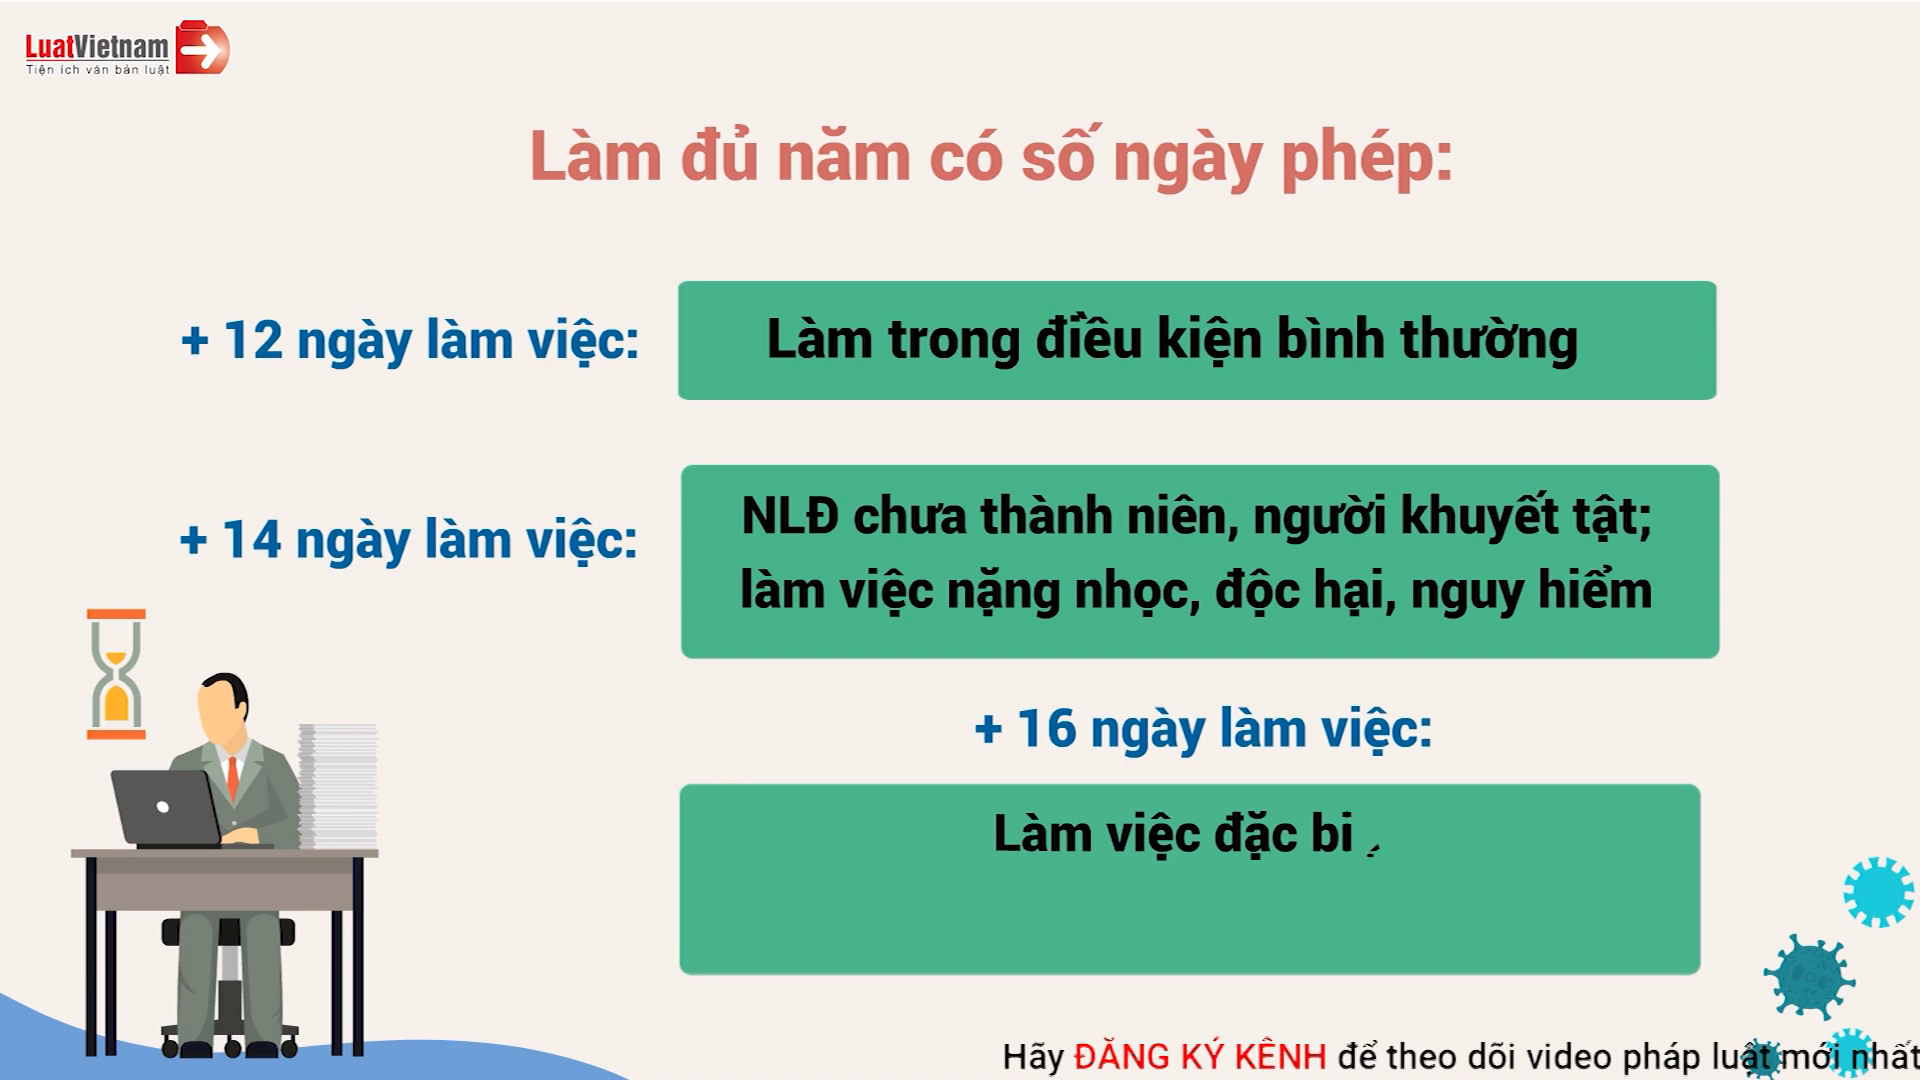 LuatVietnam
Tiện ích văn bản luật
Làm đủ năm có số ngày phép:
+ 12 ngày làm việc:
Làm trong điều kiện bình thường
+ 14 ngày làm việc:
NLĐ chưa thành niên, người khuyết tật;
làm việc nặng nhọc, độc hại, nguy hiểm
+ 16 ngày làm việc:
Làm việc đặc bi
Hãy ĐĂNG KÝ KÊNH để theo dõi video pháp luật mới nhất